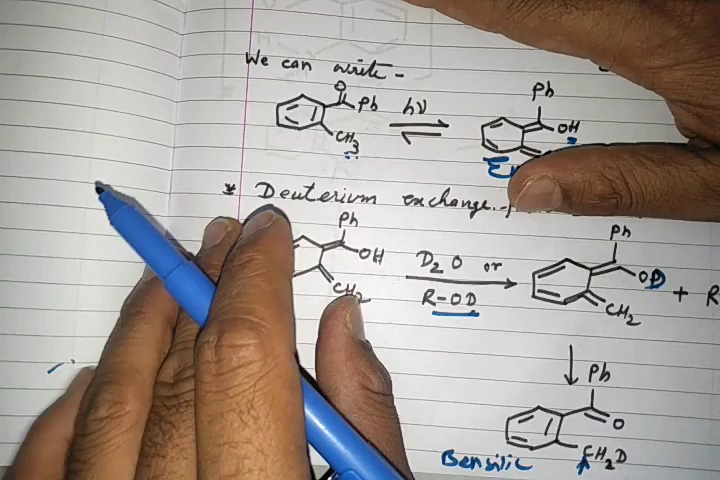 We can write -
O
Ph
hν
CH3
Ph
OH
* Deuterium exchange.
Ph
OH
CH2
D2O or
R-OD
Ph
OD
CH2
+ R
Ph
O
CH2D
Bensilic